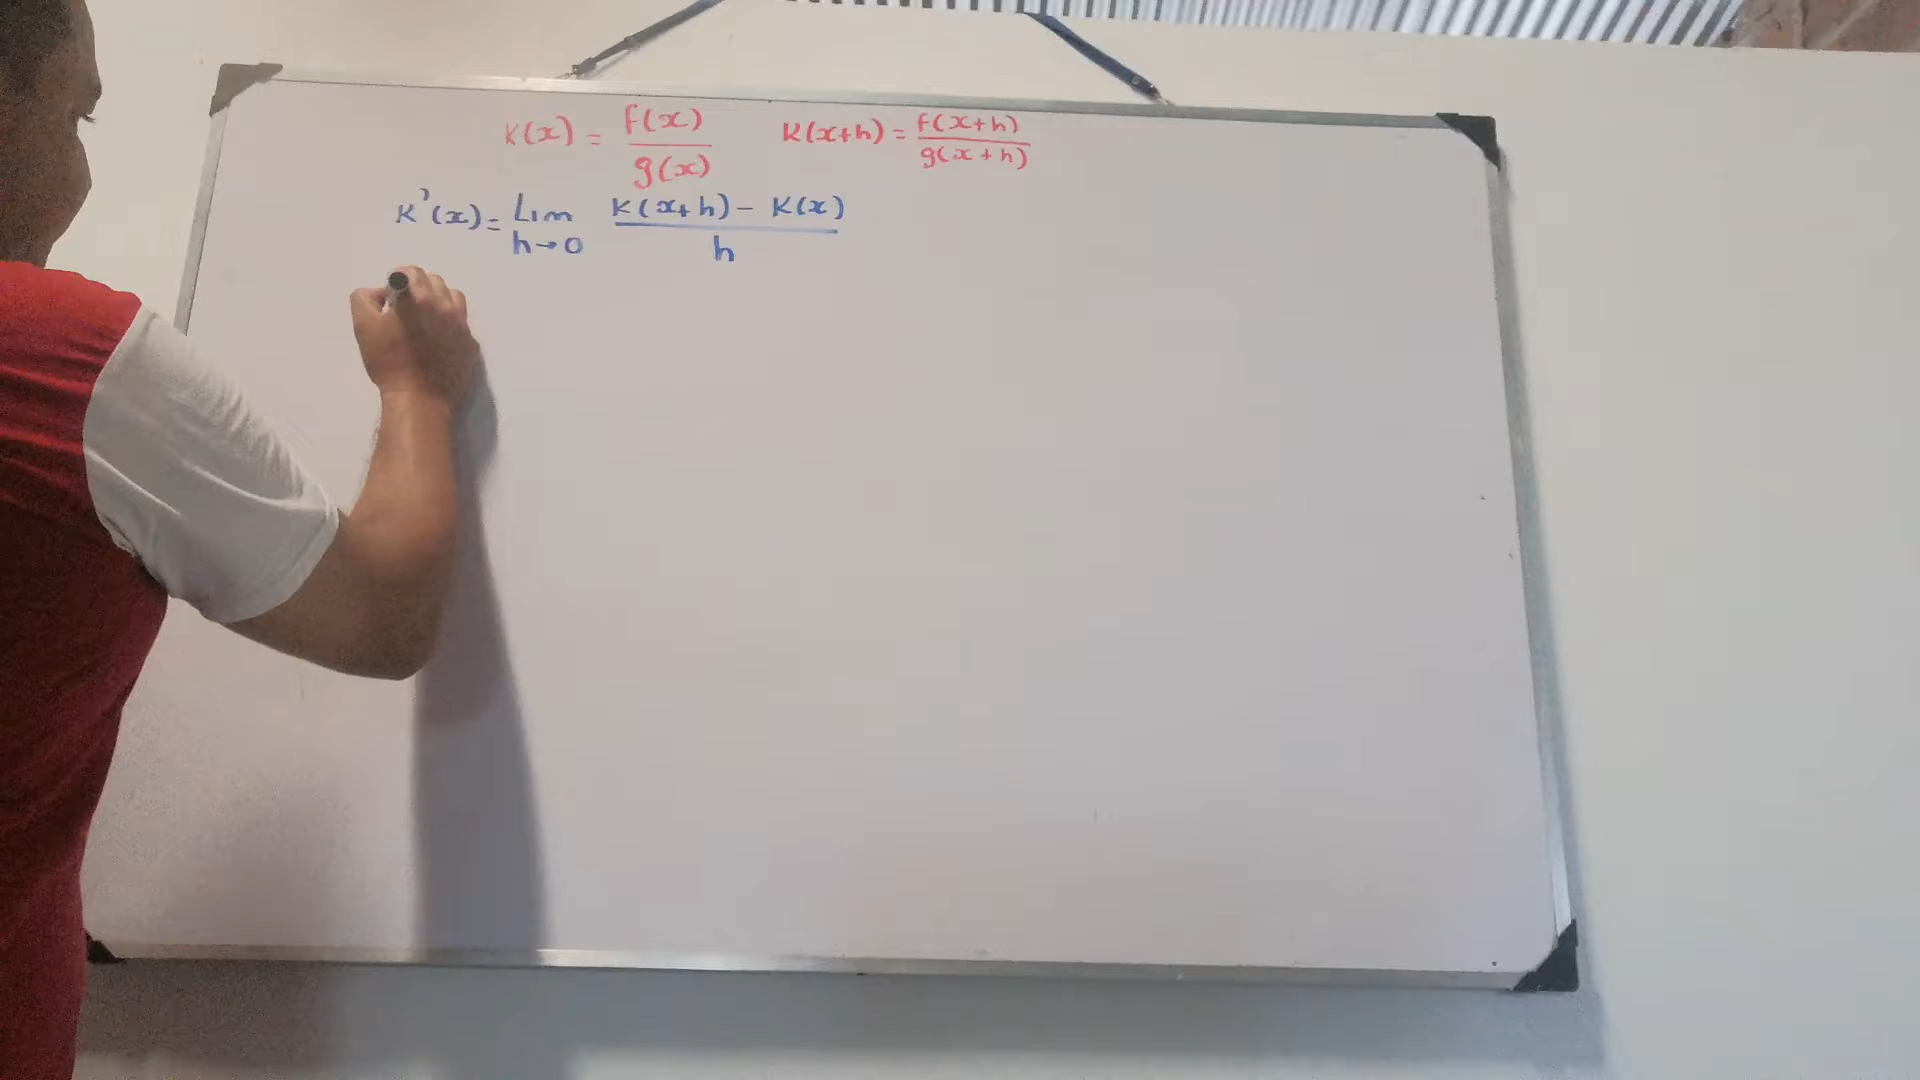 K(x) = f(x)/g(x) K(x+h) = f(x+h)/g(x+h)
K'(x) = Lim h→0 K(x+h) - K(x)/h